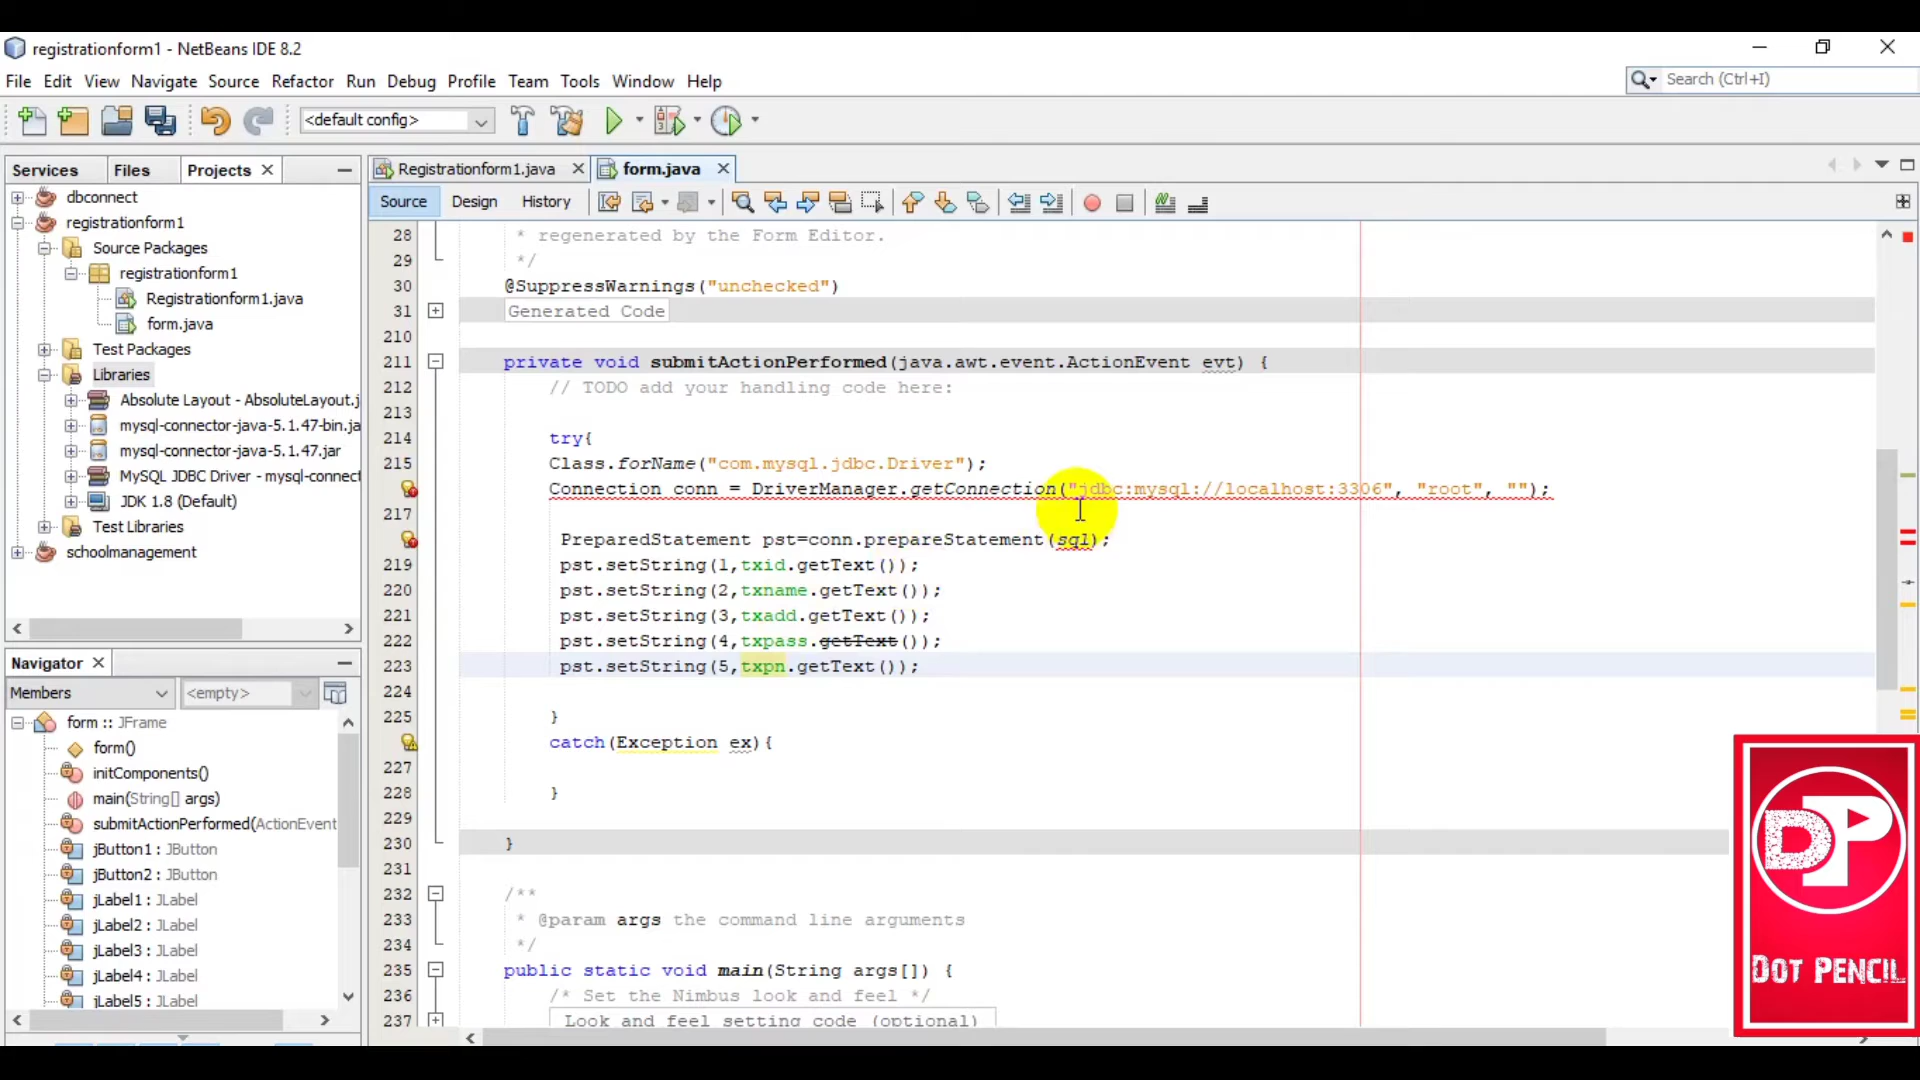 registrationform1 - NetBeans IDE 8.2
File Edit View Navigate Source Refactor Run Debug Profile Team Tools Window Help
Search (Ctrl+I)
<default config>
Services Files Projects
Registrationform1.java form.java
Source Design History
dbconnect
registrationform1
Source Packages
registrationform1
Registrationform1.java
form.java
Test Packages
Libraries
Absolute Layout - AbsoluteLayout.j
mysql-connector-java-5.1.47-bin.ja
mysql-connector-java-5.1.47.jar
MySQL JDBC Driver - mysql-connect
JDK 1.8 (Default)
Test Libraries
schoolmanagement
Navigator
Members <empty>
form :: JFrame
form()
initComponents()
main(String[] args)
submitActionPerformed(ActionEvent
jButton1 : JButton
jButton2 : JButton
jLabel1 : JLabel
jLabel2 : JLabel
jLabel3 : JLabel
jLabel4 : JLabel
jLabel5 : JLabel
28 * regenerated by the Form Editor.
29 */
30 @SuppressWarnings("unchecked")
31 Generated Code
210
211 private void submitActionPerformed(java.awt.event.ActionEvent evt) {
212 // TODO add your handling code here:
213
214 try{
215 Class.forName("com.mysql.jdbc.Driver");
Connection conn = DriverManager.getConnection("jdbc:mysql://localhost:3306", "root", "");
217
PreparedStatement pst=conn.prepareStatement(sql);
219 pst.setString(1,txid.getText());
220 pst.setString(2,txname.getText());
221 pst.setString(3,txadd.getText());
222 pst.setString(4,txpass.getText());
223 pst.setString(5,txpn.getText());
224
225 }
catch(Exception ex){
227
228 }
229
230 }
231
232 /**
233 * @param args the command line arguments
234 */
235 public static void main(String args[]) {
236 /* Set the Nimbus look and feel */
237 Look and feel setting code (optional)
DP
DOT PENCIL